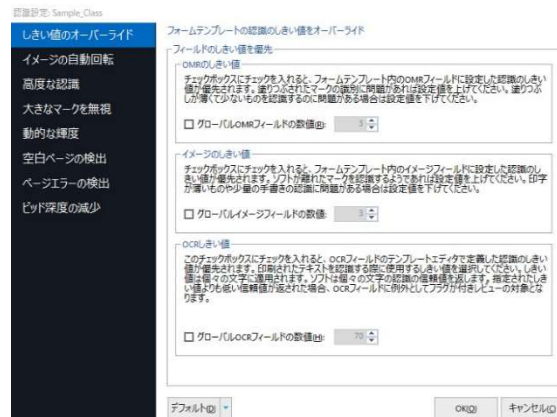 認識設定: Sample_Class
しきい値のオーバーライド
イメージの自動回転
高度な認識
大きなマークを無視
動的な輝度
空白ページの検出
ページエラーの検出
ビッド深度の減少
フォームテンプレートの認識のしきい値をオーバーライド
フィールドのしきい値を優先
OMRのしきい値
チェックボックスにチェックを入れると、フォームテンプレート内のOMRフィールドに設定した認識のしきい
値が優先されます。塗りつぶされたマークの識別に問題があれば設定値を上げてください。塗りつぶ
しが薄くて少ないものを認識するのに問題がある場合は設定値を下げてください。
グローバルOMRフィールドの数値(R): 5
イメージのしきい値
チェックボックスにチェックを入れると、フォームテンプレート内のイメージフィールドに設定した認識のし
きい値が優先されます。ソフトが離れたマークを認識するようであれば設定値を上げてください。印字
が薄いものや少量の手書きの認識に問題がある場合は設定値を下げてください。
グローバルイメージフィールドの数値: 3
OCRしきい値
このチェックボックスにチェックを入れると、OCRフィールドのテンプレートエディタで定義した認識のしきい
値が優先されます。印刷されたテキストを認識する際に使用するしきい値を選択してください。しきい
値は個々の文字に適用されます。ソフトは個々の文字の認識の信頼値を返します。指定されたしき
い値よりも低い信頼値が返された場合、OCRフィールドに例外としてフラグが付きレビューの対象とな
ります。
グローバルOCRフィールドの数値(H): 70
デフォルト(D)
OK(O) キャンセル(C